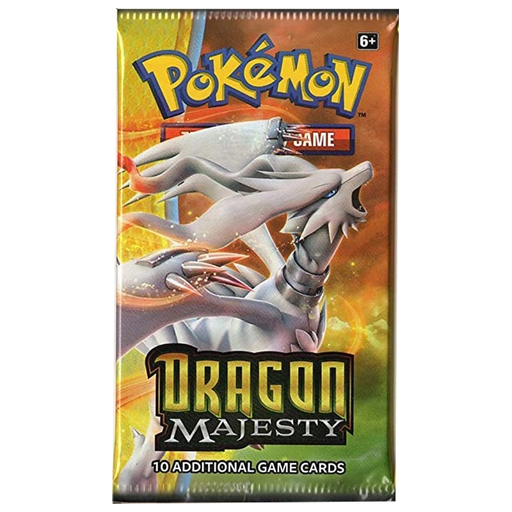 6+
POKéMON
GAME
DRAGON
MAJESTY
10 ADDITIONAL GAME CARDS